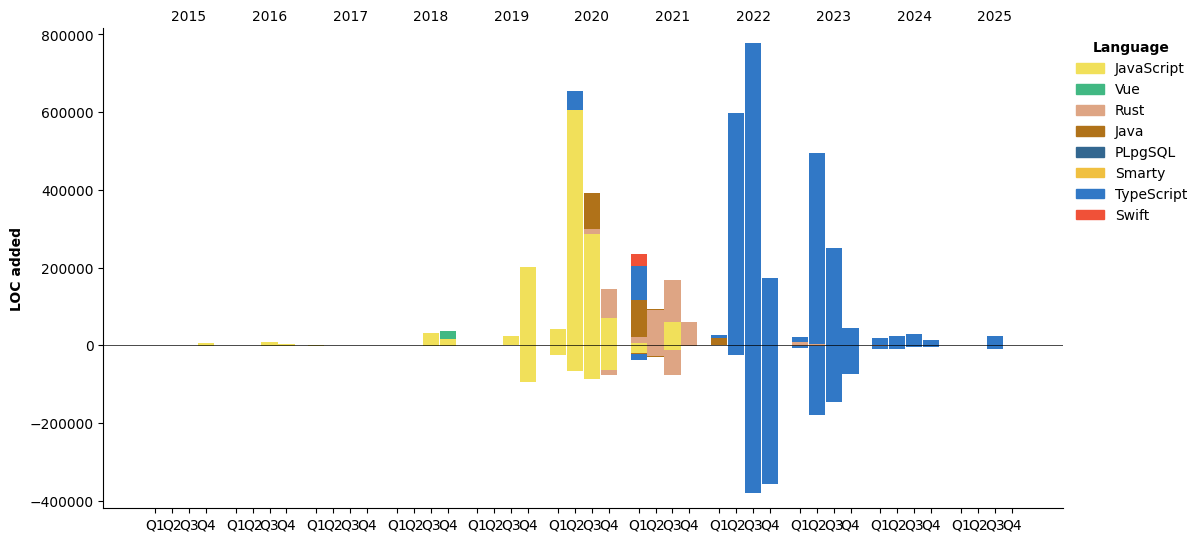 2015 2016 2017 2018 2019 2020 2021 2022 2023 2024 2025
Language
JavaScript
Vue
Rust
Java
PLpgSQL
Smarty
TypeScript
Swift
LOC added
800000
600000
400000
200000
0
−200000
−400000
Q1Q2Q3Q4 Q1Q2Q3Q4 Q1Q2Q3Q4 Q1Q2Q3Q4 Q1Q2Q3Q4 Q1Q2Q3Q4 Q1Q2Q3Q4 Q1Q2Q3Q4 Q1Q2Q3Q4 Q1Q2Q3Q4 Q1Q2Q3Q4